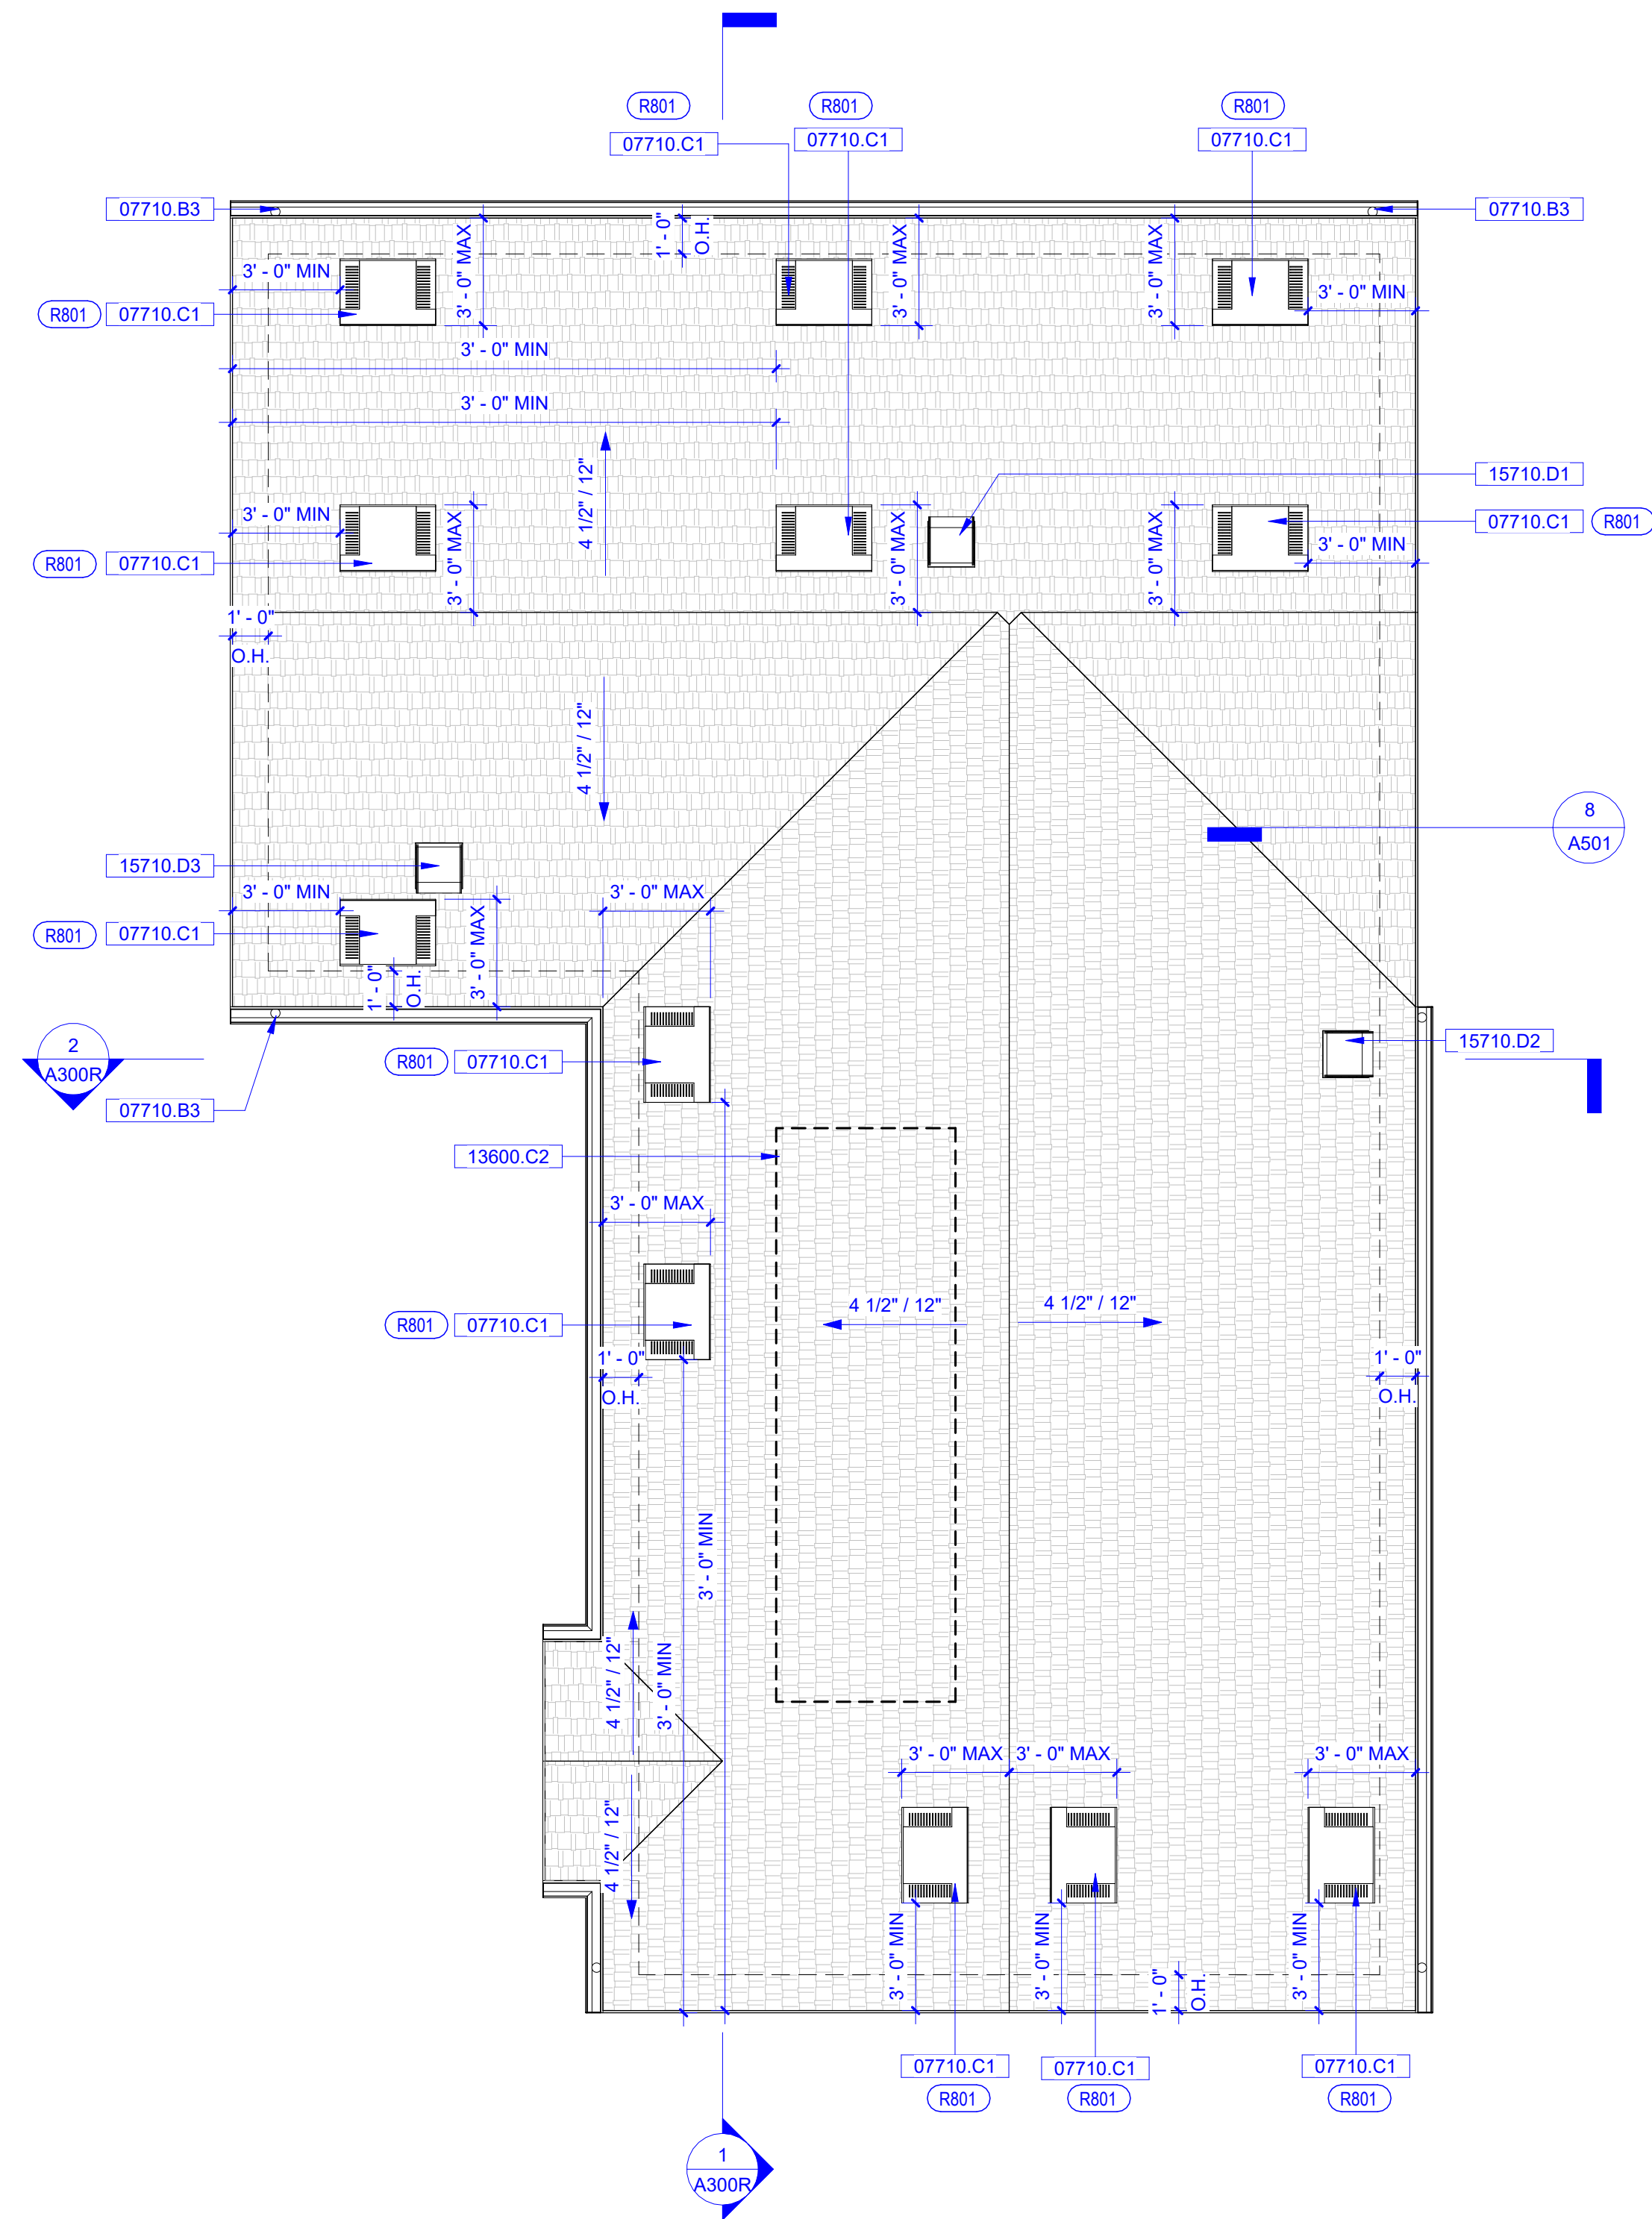 R801
R801
R801
07710.C1
07710.C1
07710.C1
07710.B3
07710.B3
1' - 0"
O.H.
3' - 0" MAX
3' - 0" MAX
3' - 0" MAX
3' - 0" MIN
3' - 0" MIN
R801
07710.C1
3' - 0" MIN
3' - 0" MIN
4 1/2" / 12"
15710.D1
3' - 0" MIN
07710.C1
R801
3' - 0" MAX
3' - 0" MAX
3' - 0" MAX
3' - 0" MIN
R801
07710.C1
1' - 0"
O.H.
4 1/2" / 12"
8
A501
15710.D3
3' - 0" MIN
3' - 0" MAX
R801
07710.C1
3' - 0" MAX
1' - 0"
O.H.
2
A300R
15710.D2
R801
07710.C1
07710.B3
13600.C2
3' - 0" MAX
4 1/2" / 12"
4 1/2" / 12"
R801
07710.C1
1' - 0"
O.H.
1' - 0"
O.H.
3' - 0" MIN
4 1/2" / 12"
3' - 0" MIN
3' - 0" MAX
3' - 0" MAX
3' - 0" MAX
4 1/2" / 12"
3' - 0" MIN
3' - 0" MIN
1' - 0"
O.H.
3' - 0" MIN
07710.C1
07710.C1
07710.C1
R801
R801
R801
1
A300R